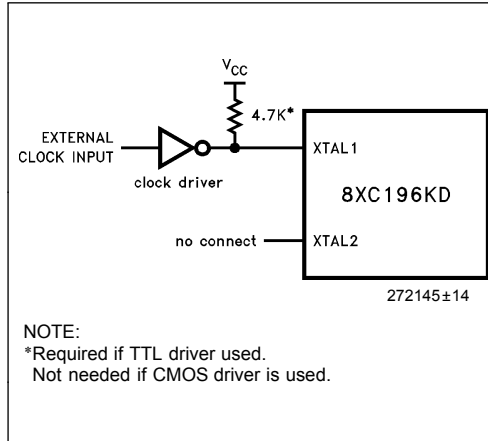 VCC
4.7K*
EXTERNAL
CLOCK INPUT
clock driver
XTAL1
8XC196KD
no connect
XTAL2
272145±14
NOTE:
*Required if TTL driver used.
Not needed if CMOS driver is used.